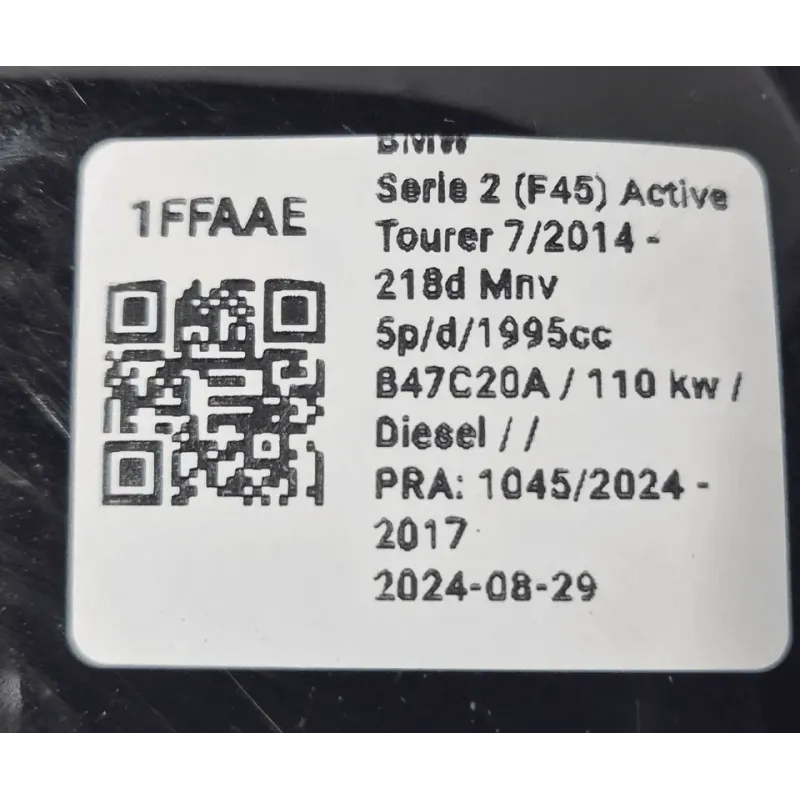 1FFAAE
BMW
Serie 2 (F45) Active
Tourer 7/2014 -
218d Mnv
5p/d/1995cc
B47C20A / 110 kw /
Diesel / /
PRA: 1045/2024 -
2017
2024-08-29